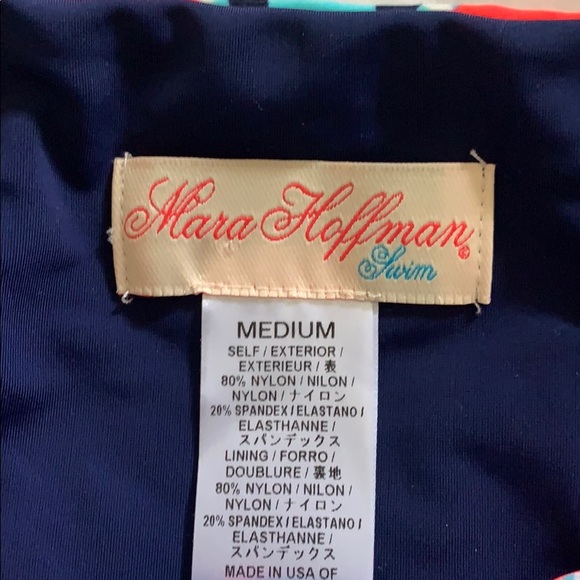 Mara Hoffman®
Swim
MEDIUM
SELF / EXTERIOR /
EXTERIEUR / 表
80% NYLON / NILON /
NYLON / ナイロン
20% SPANDEX / ELASTANO /
ELASTHANNE /
スパンデックス
LINING / FORRO /
DOUBLURE / 裏地
80% NYLON / NILON /
NYLON / ナイロン
20% SPANDEX / ELASTANO /
ELASTHANNE /
スパンデックス
MADE IN USA OF